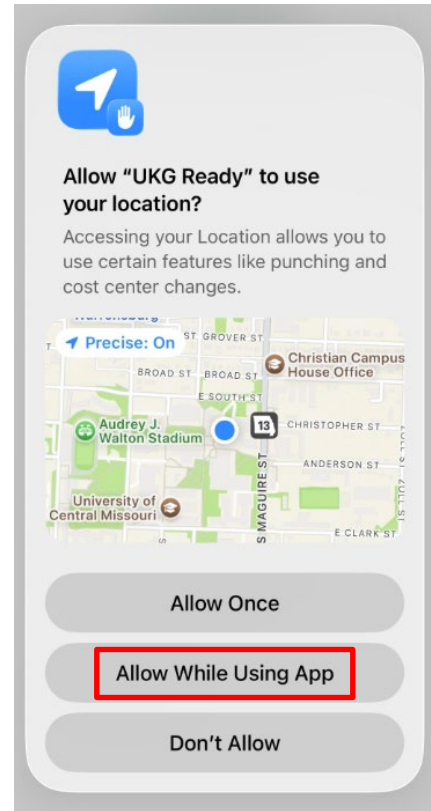 Allow “UKG Ready” to use
your location?
Accessing your Location allows you to
use certain features like punching and
cost center changes.
Warrensburg
Precise: On
ST
GROVER ST
Christian Campus
House Office
BROAD ST
BROAD ST
E SOUTH ST
Audrey J.
Walton Stadium
13
CHRISTOPHER ST
ANDERSON ST
S MAGUIRE ST
University of
Central Missouri
E CLARK ST
Allow Once
Allow While Using App
Don’t Allow